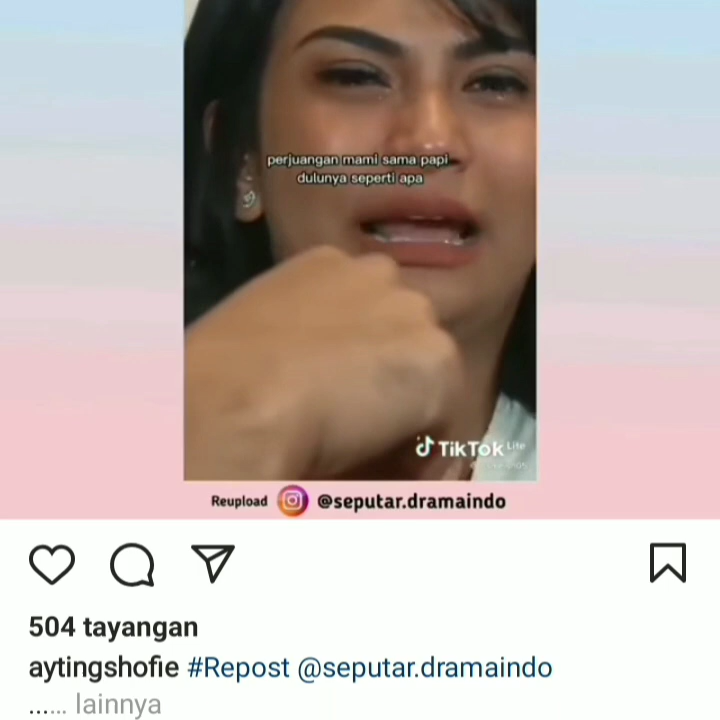 perjuangan mami sama papi
dulunya seperti apa
TikTok Lite
Reupload @seputar.dramaindo
504 tayangan
aytingshofie #Repost @seputar.dramaindo
...... lainnya